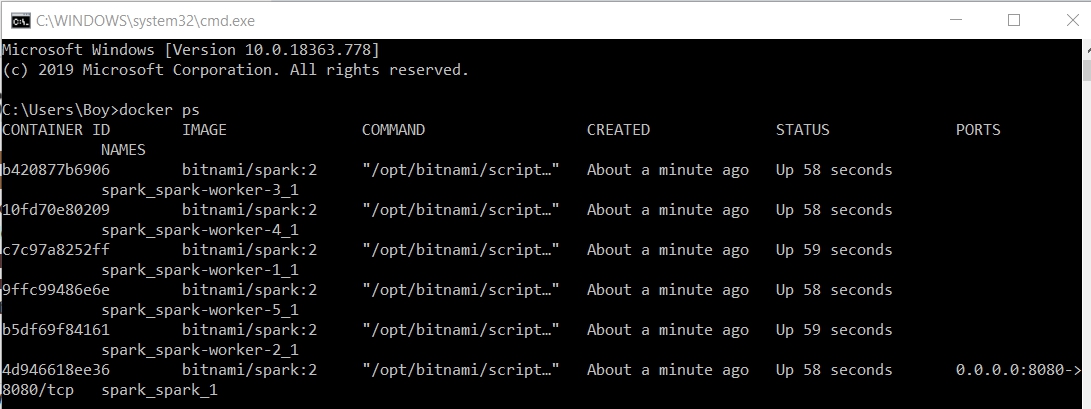 C:\WINDOWS\system32\cmd.exe
Microsoft Windows [Version 10.0.18363.778]
(c) 2019 Microsoft Corporation. All rights reserved.
C:\Users\Boy>docker ps
CONTAINER ID        IMAGE               COMMAND                  CREATED              STATUS              PORTS
           NAMES
b420877b6906        bitnami/spark:2     "/opt/bitnami/script…"   About a minute ago   Up 58 seconds
           spark_spark-worker-3_1
10fd70e80209        bitnami/spark:2     "/opt/bitnami/script…"   About a minute ago   Up 58 seconds
           spark_spark-worker-4_1
c7c97a8252ff        bitnami/spark:2     "/opt/bitnami/script…"   About a minute ago   Up 59 seconds
           spark_spark-worker-1_1
9ffc99486e6e        bitnami/spark:2     "/opt/bitnami/script…"   About a minute ago   Up 58 seconds
           spark_spark-worker-5_1
b5df69f84161        bitnami/spark:2     "/opt/bitnami/script…"   About a minute ago   Up 59 seconds
           spark_spark-worker-2_1
4d946618ee36        bitnami/spark:2     "/opt/bitnami/script…"   About a minute ago   Up 58 seconds       0.0.0.0:8080->
8080/tcp   spark_spark_1